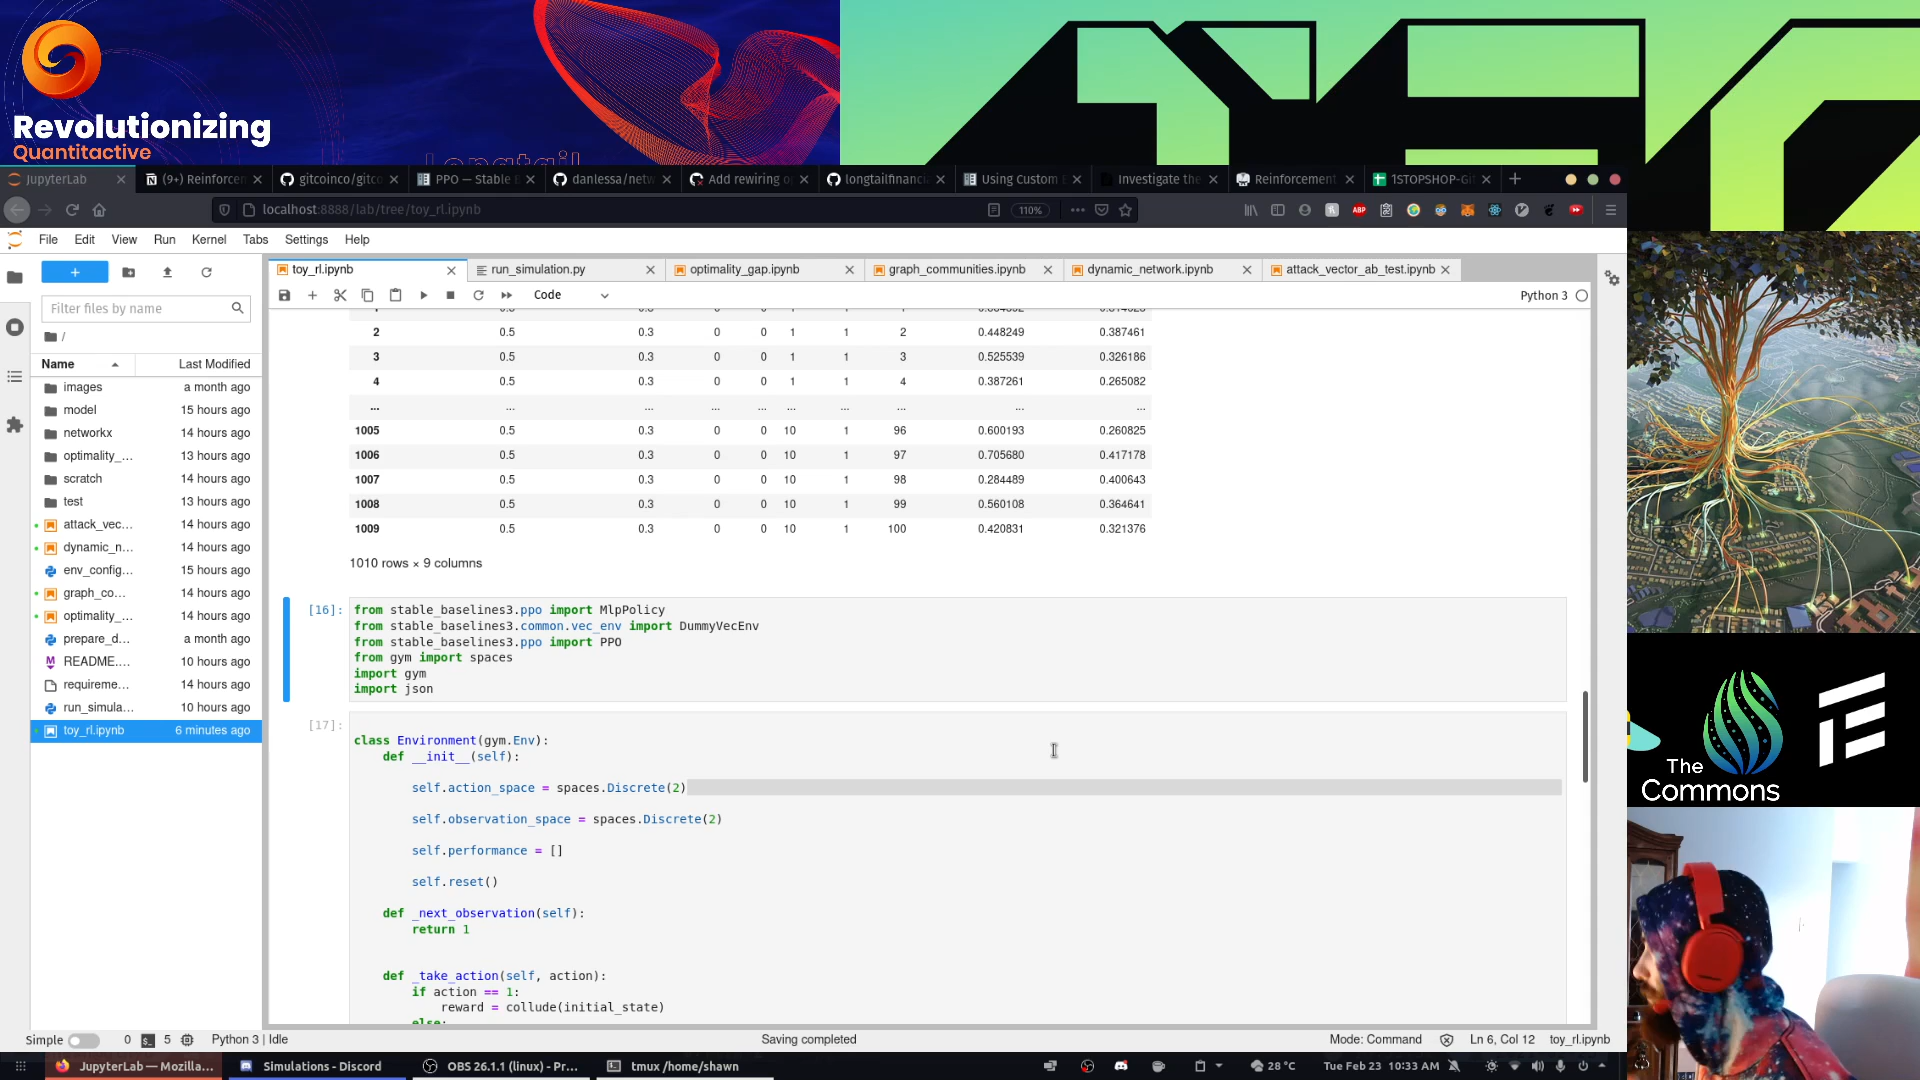 Revolutionizing
Quantitactive
Longtail
JupyterLab
(9+) Reinforcem
gitcoinco/gitco
PPO — Stable B
danlessa/netw
Add rewiring o
longtailfinanci
Using Custom
Investigate the
Reinforcement
1STOPSHOP-Gi
localhost:8888/lab/tree/toy_rl.ipynb
110%
ABP
File Edit View Run Kernel Tabs Settings Help
toy_rl.ipynb
run_simulation.py
optimality_gap.ipynb
graph_communities.ipynb
dynamic_network.ipynb
attack_vector_ab_test.ipynb
Code
Python 3
Filter files by name
/
Name Last Modified
images a month ago
model 15 hours ago
networkx 14 hours ago
optimality_... 13 hours ago
scratch 14 hours ago
test 13 hours ago
attack_vec... 14 hours ago
dynamic_n... 14 hours ago
env_config... 15 hours ago
graph_co... 14 hours ago
optimality_... 14 hours ago
prepare_d... a month ago
README.... 10 hours ago
requireme... 14 hours ago
run_simula... 10 hours ago
toy_rl.ipynb 6 minutes ago
2 0.5 0.3 0 0 1 1 2 0.448249 0.387461
3 0.5 0.3 0 0 1 1 3 0.525539 0.326186
4 0.5 0.3 0 0 1 1 4 0.387261 0.265082
... ... ... ... ... ... ... ... ... ...
1005 0.5 0.3 0 0 10 1 96 0.600193 0.260825
1006 0.5 0.3 0 0 10 1 97 0.705680 0.417178
1007 0.5 0.3 0 0 10 1 98 0.284489 0.400643
1008 0.5 0.3 0 0 10 1 99 0.560108 0.364641
1009 0.5 0.3 0 0 10 1 100 0.420831 0.321376
1010 rows × 9 columns
[16]: from stable_baselines3.ppo import MlpPolicy
from stable_baselines3.common.vec_env import DummyVecEnv
from stable_baselines3.ppo import PPO
from gym import spaces
import gym
import json
[17]:
class Environment(gym.Env):
def __init__(self):
self.action_space = spaces.Discrete(2)
self.observation_space = spaces.Discrete(2)
self.performance = []
self.reset()
def _next_observation(self):
return 1
def _take_action(self, action):
if action == 1:
reward = collude(initial_state)
else:
The
Commons
Simple 0 5 Python 3 | Idle Saving completed Mode: Command Ln 6, Col 12 toy_rl.ipynb
JupyterLab — Mozilla... Simulations - Discord OBS 26.1.1 (linux) - Pr... tmux /home/shawn 28 °C Tue Feb 23 10:33 AM